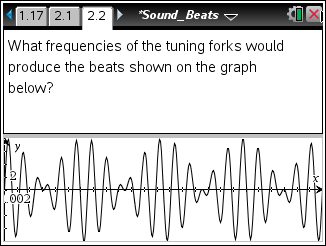 1.17 2.1 2.2 *Sound_Beats
What frequencies of the tuning forks would
produce the beats shown on the graph
below?
y
2
x
.002